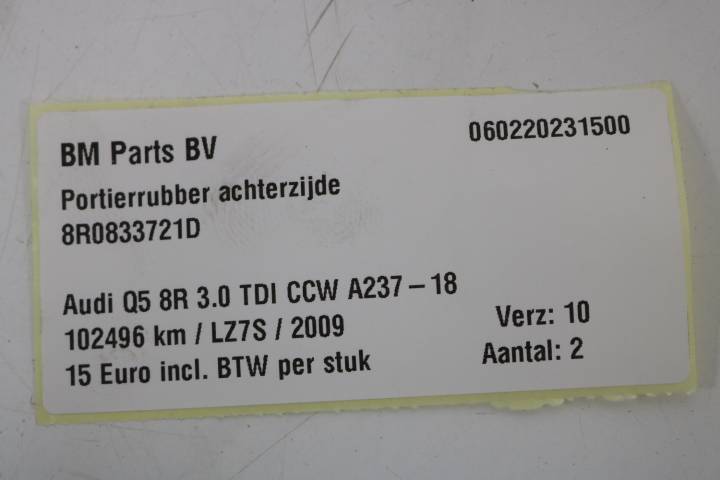 BM Parts BV
060220231500
Portierrubber achterzijde
8R0833721D
Audi Q5 8R 3.0 TDI CCW A237-18
102496 km / LZ7S / 2009
Verz: 10
15 Euro incl. BTW per stuk
Aantal: 2